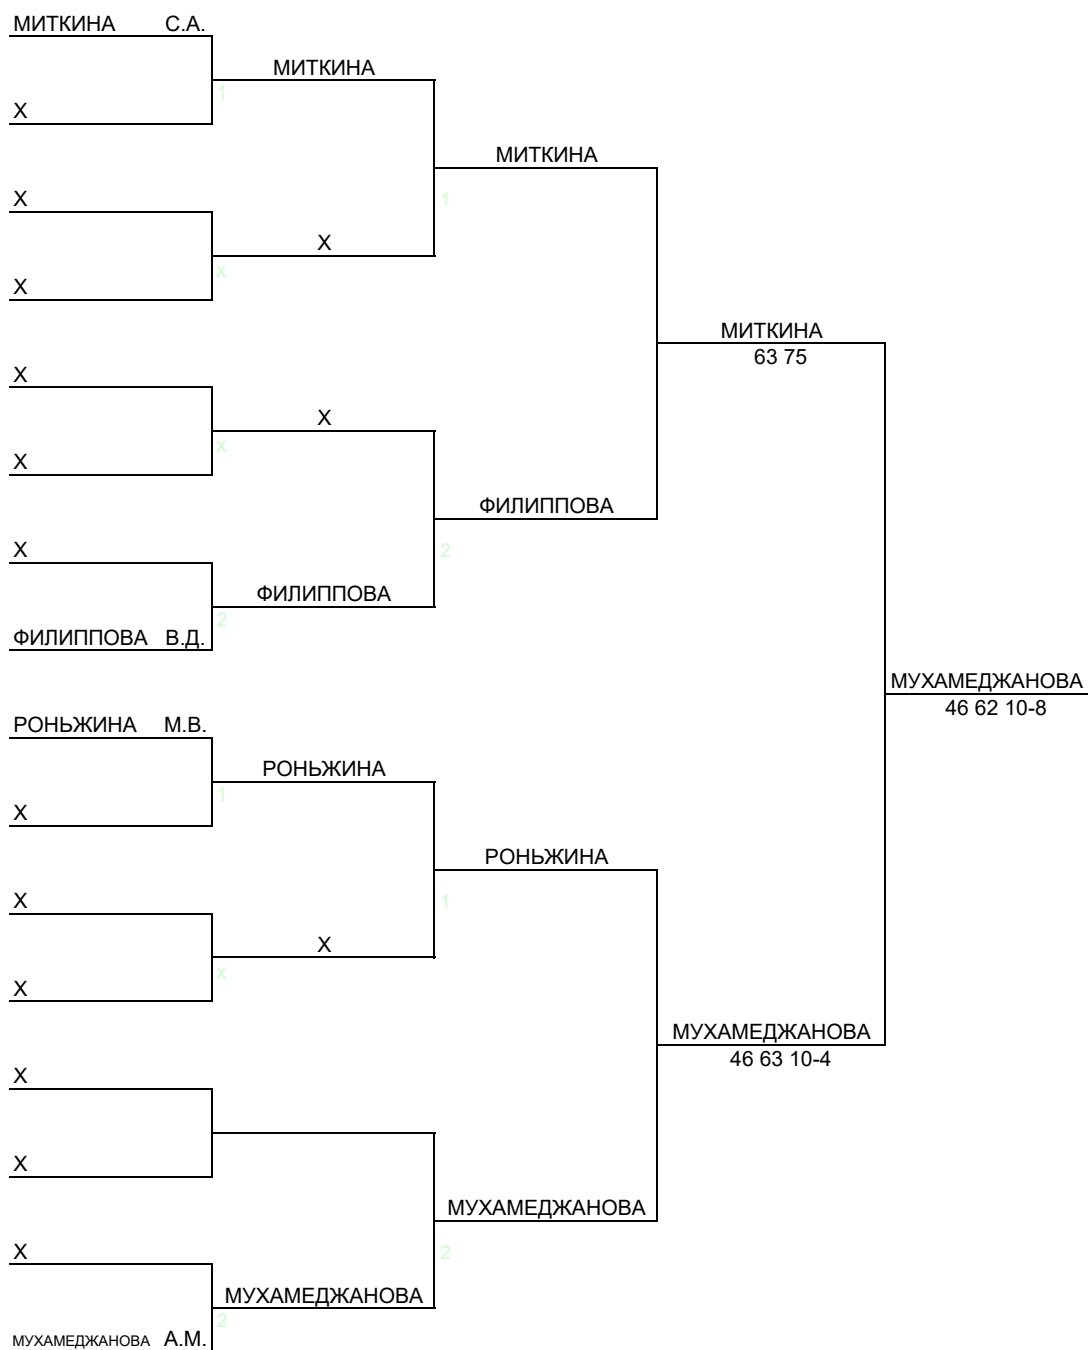 МИТКИНА С.А.
МИТКИНА
1
X
МИТКИНА
1
X
X
x
X
МИТКИНА
63 75
X
X
x
X
ФИЛИППОВА
2
X
ФИЛИППОВА
2
ФИЛИППОВА В.Д.
МУХАМЕДЖАНОВА
46 62 10-8
РОНЬЖИНА М.В.
РОНЬЖИНА
1
X
РОНЬЖИНА
1
X
X
x
X
МУХАМЕДЖАНОВА
46 63 10-4
X
X
МУХАМЕДЖАНОВА
2
X
МУХАМЕДЖАНОВА
2
МУХАМЕДЖАНОВА А.М.